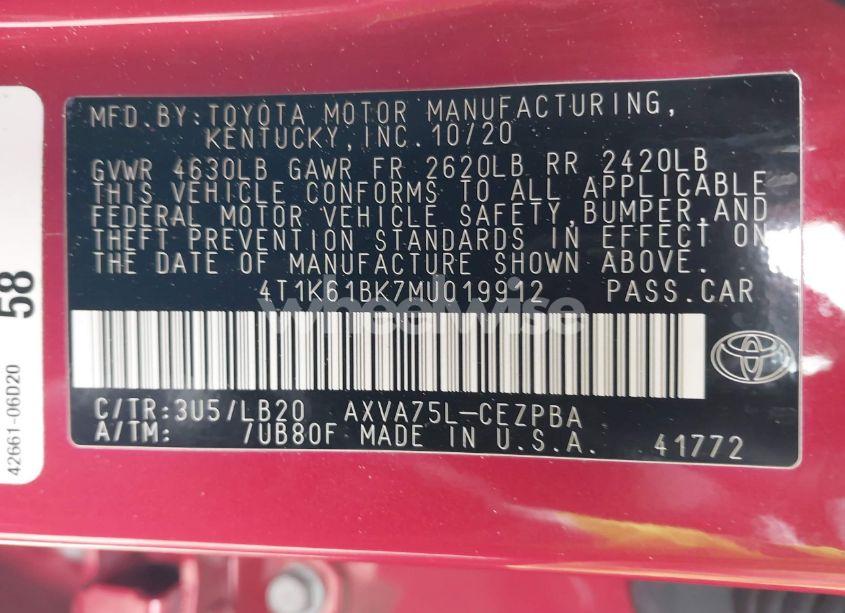 MFD.BY:TOYOTA MOTOR MANUFACTURING,
KENTUCKY,INC.10/20
GVWR 4630LB GAWR FR 2620LB RR 2420LB
THIS VEHICLE CONFORMS TO ALL APPLICABLE
FEDERAL MOTOR VEHICLE SAFETY,BUMPER,AND
THEFT PREVENTION STANDARDS IN EFFECT ON
THE DATE OF MANUFACTURE SHOWN ABOVE.
4T1K61BK7MU019912 PASS.CAR
wheelwise
C/TR:3U5/LB20 AXVA75L-CEZPBA
A/TM: /UB80F MADE IN U.S.A. 41772
58
42661-06D20